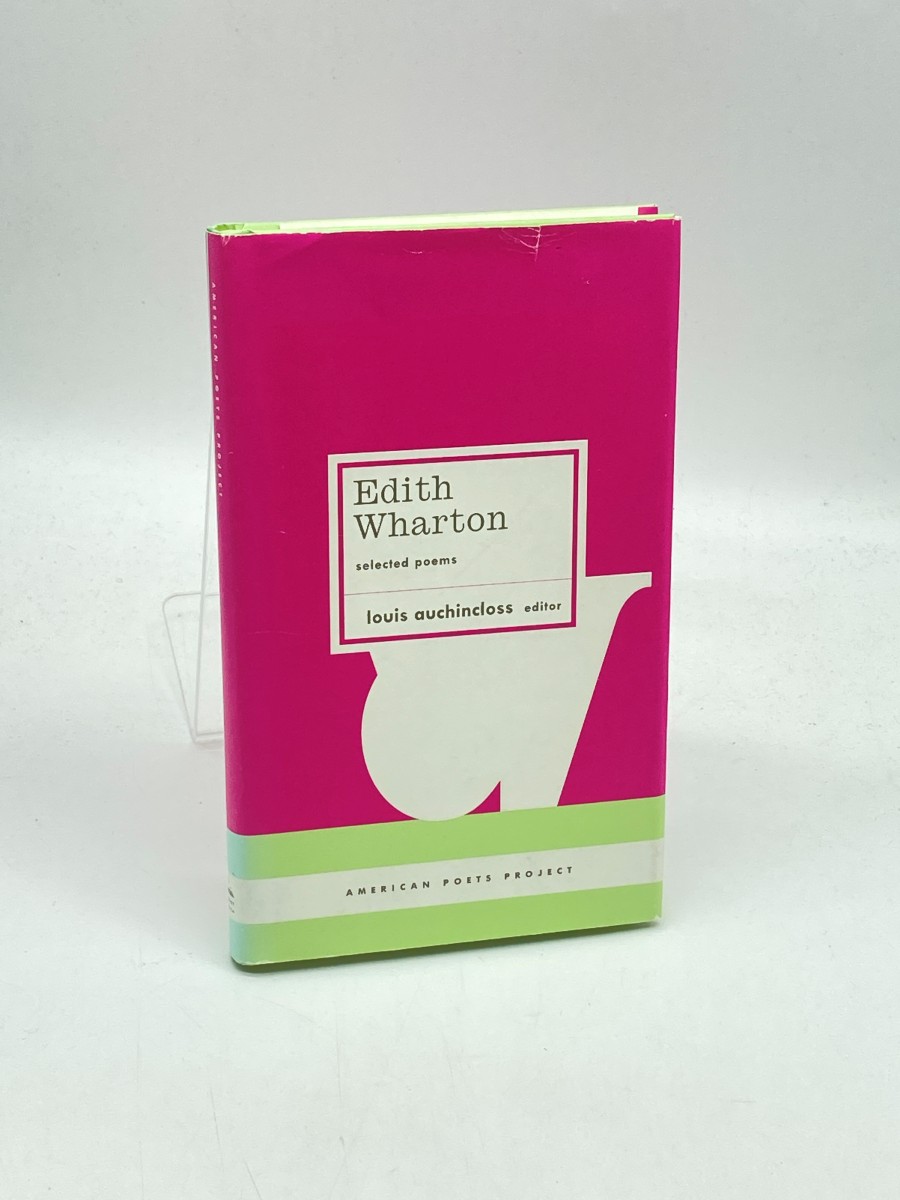 AMERICAN POETS PROJECT
Edith
Wharton
selected poems
louis auchincloss editor
AMERICAN POETS PROJECT